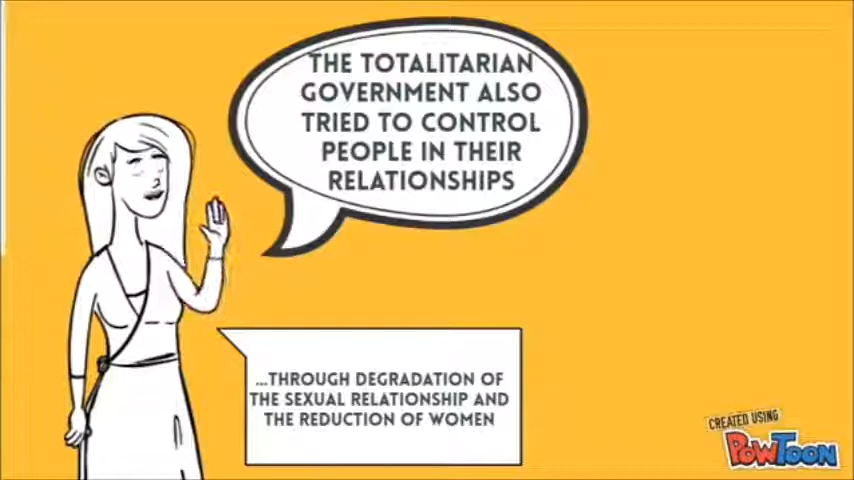 THE TOTALITARIAN
GOVERNMENT ALSO
TRIED TO CONTROL
PEOPLE IN THEIR
RELATIONSHIPS
...THROUGH DEGRADATION OF
THE SEXUAL RELATIONSHIP AND
THE REDUCTION OF WOMEN
CREATED USING
POWTOON